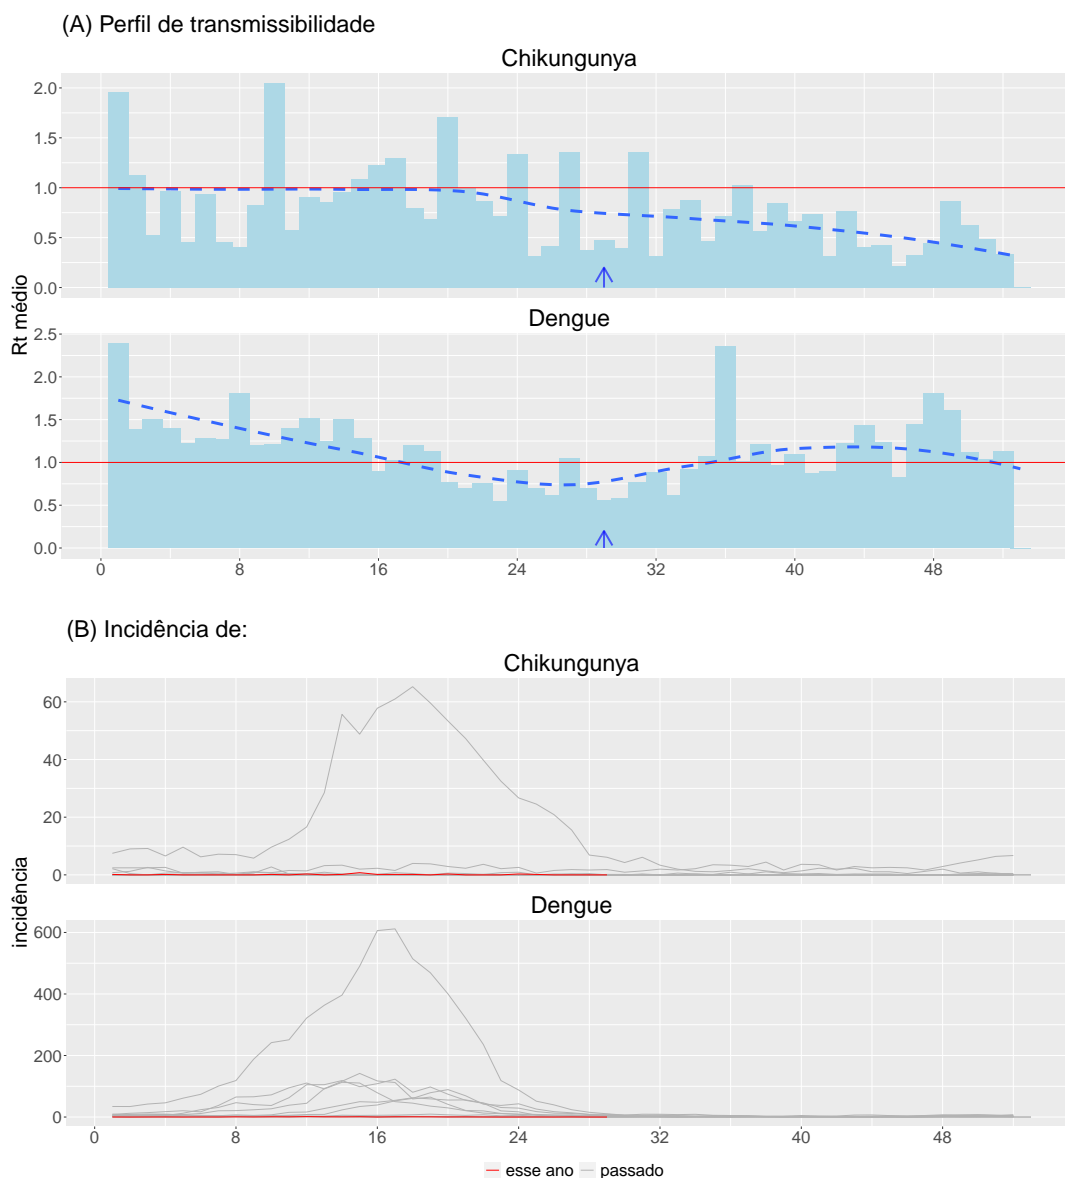 (A) Perfil de transmissibilidade
Chikungunya
2.0
1.5
1.0
0.5
0.0
Rt médio
Dengue
2.5
2.0
1.5
1.0
0.5
0.0
0 8 16 24 32 40 48
(B) Incidência de:
Chikungunya
60
40
20
0
incidência
Dengue
600
400
200
0
0 8 16 24 32 40 48
esse ano passado